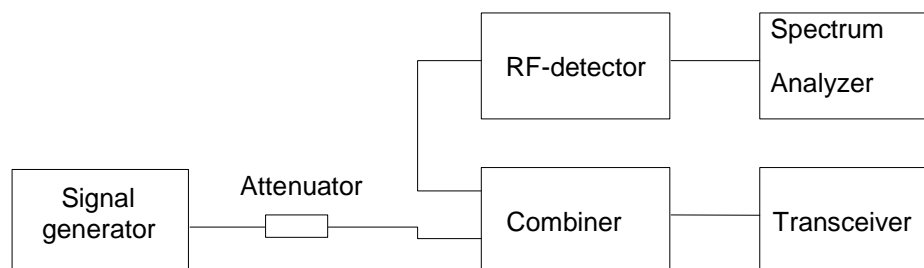 Spectrum
Analyzer
RF-detector
Attenuator
Signal
generator
Combiner
Transceiver